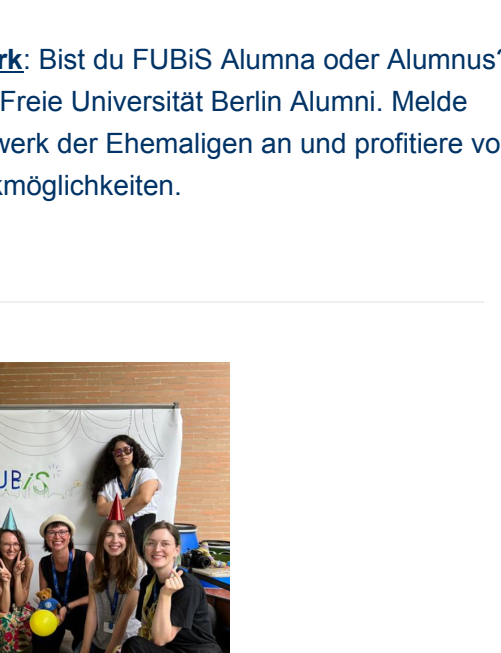 rk: Bist du FUBiS Alumna oder Alumnus?
Freie Universität Berlin Alumni. Melde
werk der Ehemaligen an und profitiere vo
kmöglichkeiten.
UBiS